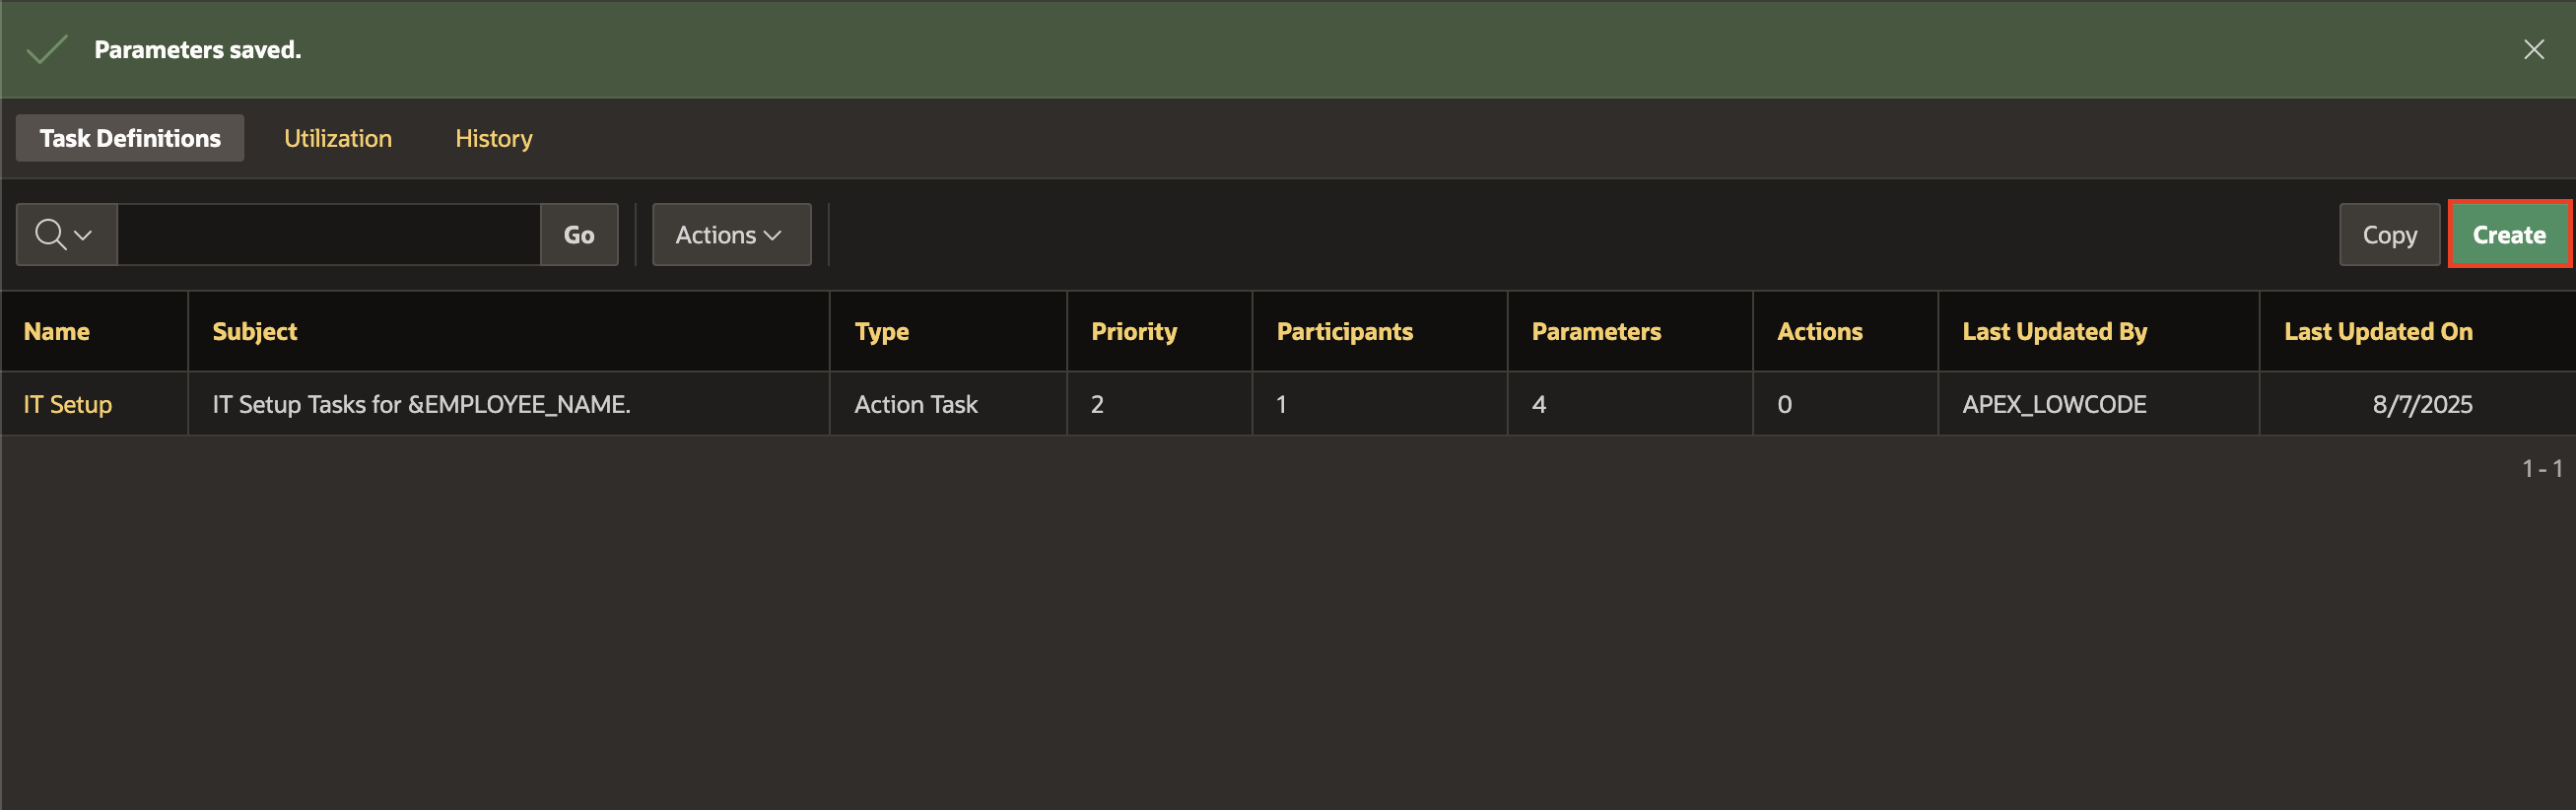 Parameters saved.
Task Definitions Utilization History
Go Actions Copy Create
Name Subject Type Priority Participants Parameters Actions Last Updated By Last Updated On
IT Setup IT Setup Tasks for &EMPLOYEE_NAME. Action Task 2 1 4 0 APEX_LOWCODE 8/7/2025
1 - 1